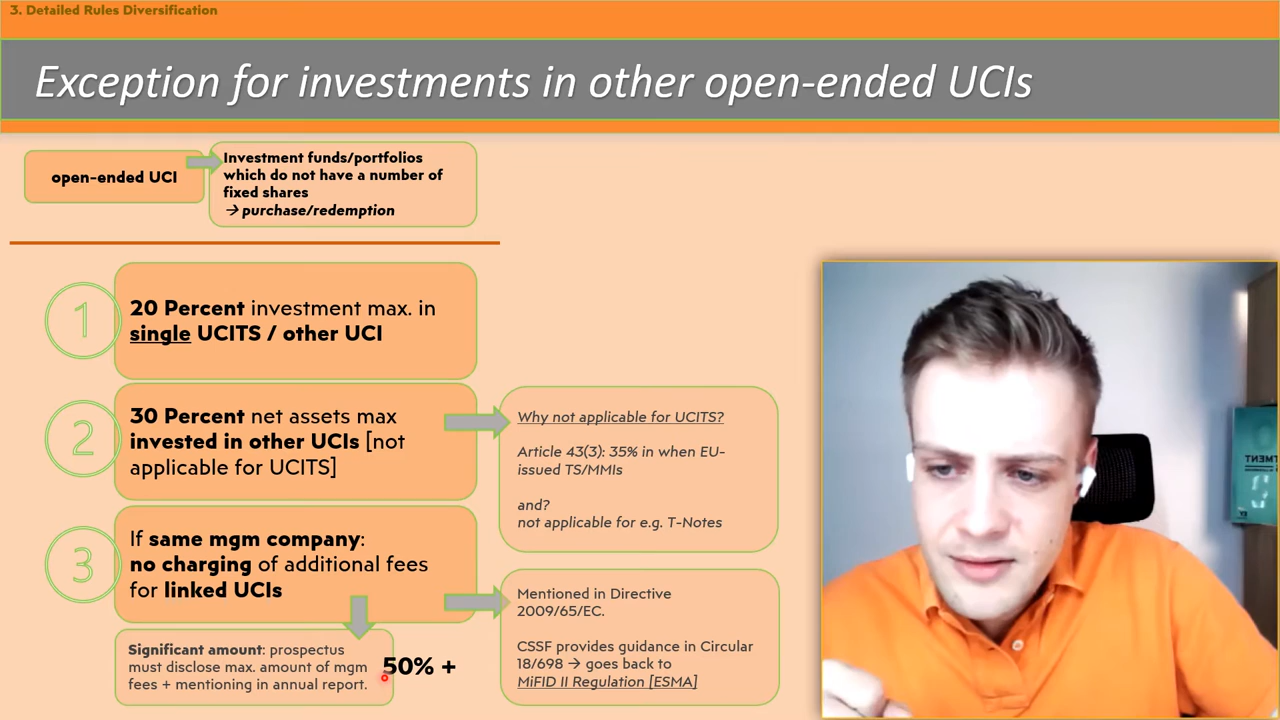 3. Detailed Rules Diversification
Exception for investments in other open-ended UCIs
open-ended UCI
Investment funds/portfolios
which do not have a number of
fixed shares
→ purchase/redemption
1
20 Percent investment max. in
single UCITS / other UCI
2
30 Percent net assets max
invested in other UCIs [not
applicable for UCITS]
Why not applicable for UCITS?
Article 43(3): 35% in when EU-
issued TS/MMIs
and?
not applicable for e.g. T-Notes
3
If same mgm company:
no charging of additional fees
for linked UCIs
Mentioned in Directive
2009/65/EC.
CSSF provides guidance in Circular
18/698 → goes back to
MiFID II Regulation [ESMA]
Significant amount: prospectus
must disclose max. amount of mgm
fees + mentioning in annual report.
50% +